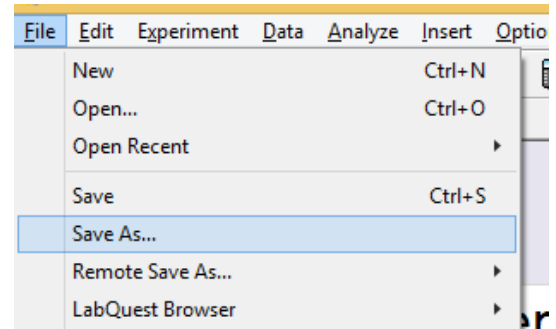 File Edit Experiment Data Analyze Insert
New Ctrl+N
Open... Ctrl+O
Open Recent
Save Ctrl+S
Save As...
Remote Save As...
LabQuest Browser